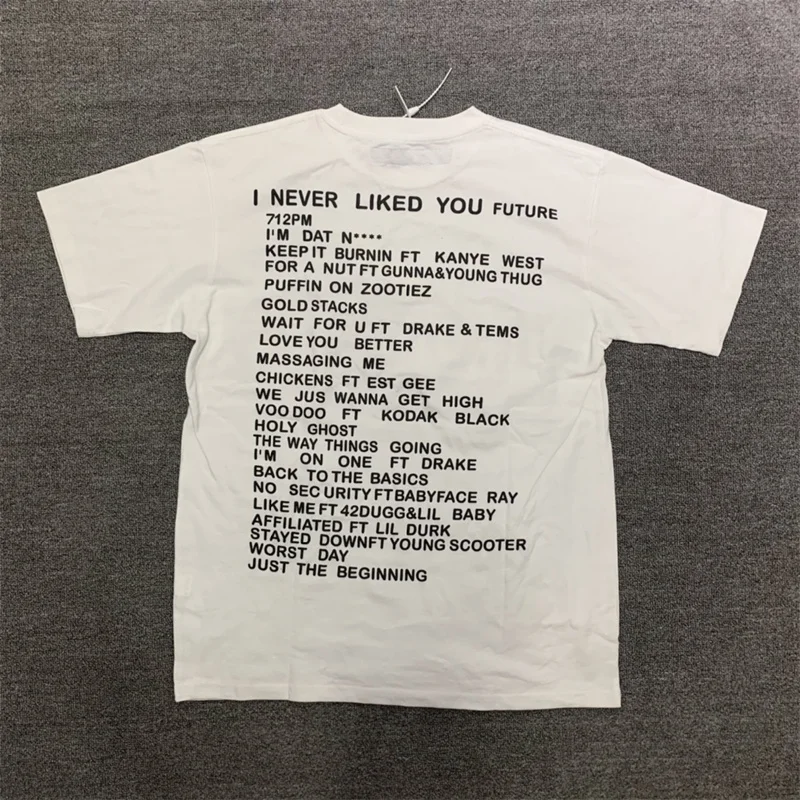 I NEVER LIKED YOU FUTURE
712PM
I'M DAT N****
KEEP IT BURNIN FT KANYE WEST
FOR A NUT FT GUNNA&YOUNG THUG
PUFFIN ON ZOOTIEZ
GOLD STACKS
WAIT FOR U FT DRAKE & TEMS
LOVE YOU BETTER
MASSAGING ME
CHICKENS FT EST GEE
WE JUS WANNA GET HIGH
VOO DOO FT KODAK BLACK
HOLY GHOST
THE WAY THINGS GOING
I'M ON ONE FT DRAKE
BACK TO THE BASICS
NO SEC URITY FT BABYFACE RAY
LIKE ME FT 42DUGG&LIL BABY
AFFILIATED FT LIL DURK
STAYED DOWNFT YOUNG SCOOTER
WORST DAY
JUST THE BEGINNING